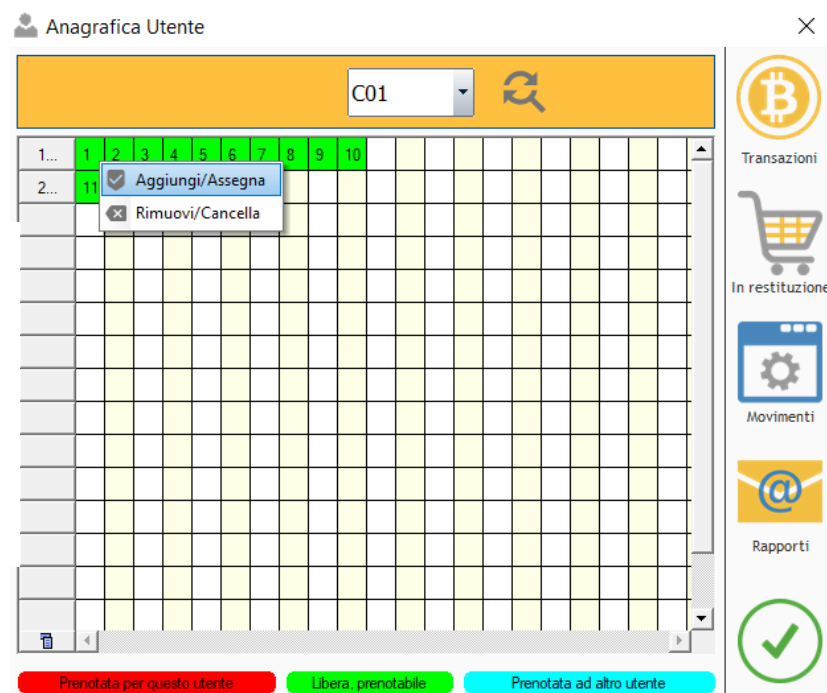 Anagrafica Utente
C01
1... 1 2 3 4 5 6 7 8 9 10
2... 11
Aggiungi/Assegna
Rimuovi/Cancella
Transazioni
In restituzione
Movimenti
@
Rapporti
Prenotata per questo utente
Libera, prenotabile
Prenotata ad altro utente